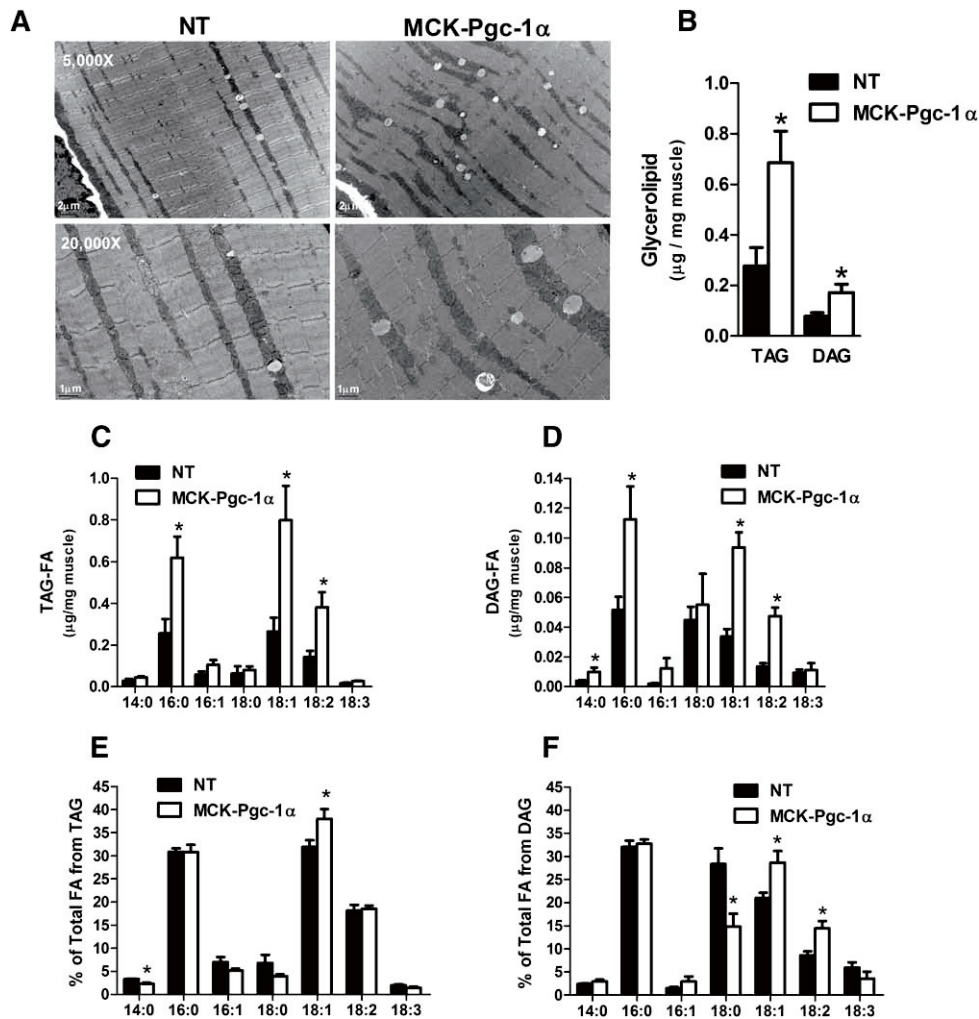 A
NT
MCK-Pgc-1α
5,000X
2μm
2μm
20,000X
1μm
1μm
B
NT
MCK-Pgc-1α
Glycerolipid
(μg / mg muscle)
1.0
0.8
0.6
0.4
0.2
0.0
*
*
TAG DAG
C
NT
MCK-Pgc-1α
TAG-FA
(μg/mg muscle)
1.0
0.8
0.6
0.4
0.2
0.0
*
*
*
14:0 16:0 16:1 18:0 18:1 18:2 18:3
D
NT
MCK-Pgc-1α
DAG-FA
(μg/mg muscle)
0.14
0.12
0.10
0.08
0.06
0.04
0.02
0.00
*
*
*
*
14:0 16:0 16:1 18:0 18:1 18:2 18:3
E
NT
MCK-Pgc-1α
% of Total FA from TAG
45
40
35
30
25
20
15
10
5
0
*
*
14:0 16:0 16:1 18:0 18:1 18:2 18:3
F
NT
MCK-Pgc-1α
% of Total FA from DAG
45
40
35
30
25
20
15
10
5
0
*
*
*
14:0 16:0 16:1 18:0 18:1 18:2 18:3